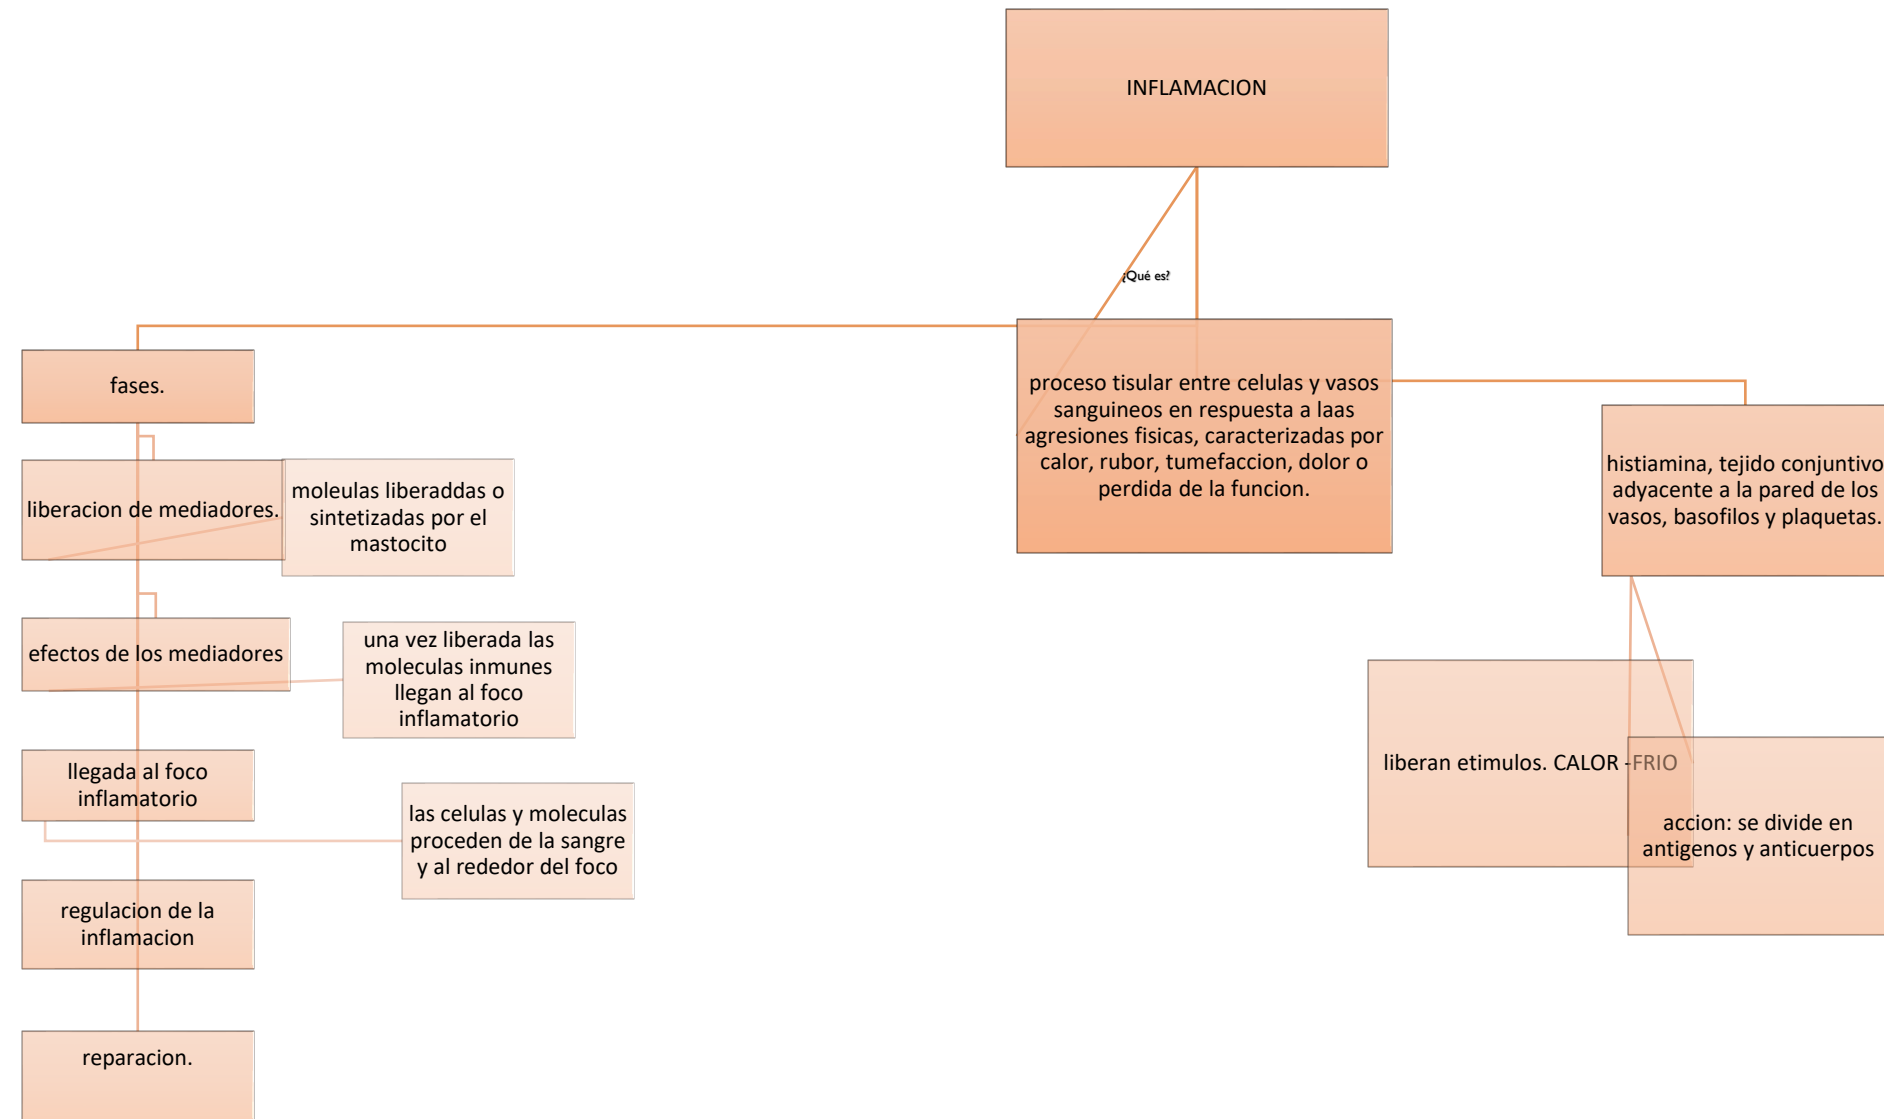 INFLAMACION
¿Qué es?
proceso tisular entre celulas y vasos
sanguineos en respuesta a laas
agresiones fisicas, caracterizadas por
calor, rubor, tumefaccion, dolor o
perdida de la funcion.
fases.
liberacion de mediadores.
moleulas liberaddas o
sintetizadas por el
mastocito
efectos de los mediadores
una vez liberada las
moleculas inmunes
llegan al foco
inflamatorio
llegada al foco
inflamatorio
las celulas y moleculas
proceden de la sangre
y al rededor del foco
regulacion de la
inflamacion
reparacion.
histiamina, tejido conjuntivo
adyacente a la pared de los
vasos, basofilos y plaquetas.
liberan etimulos. CALOR -FRIO
accion: se divide en
antigenos y anticuerpos